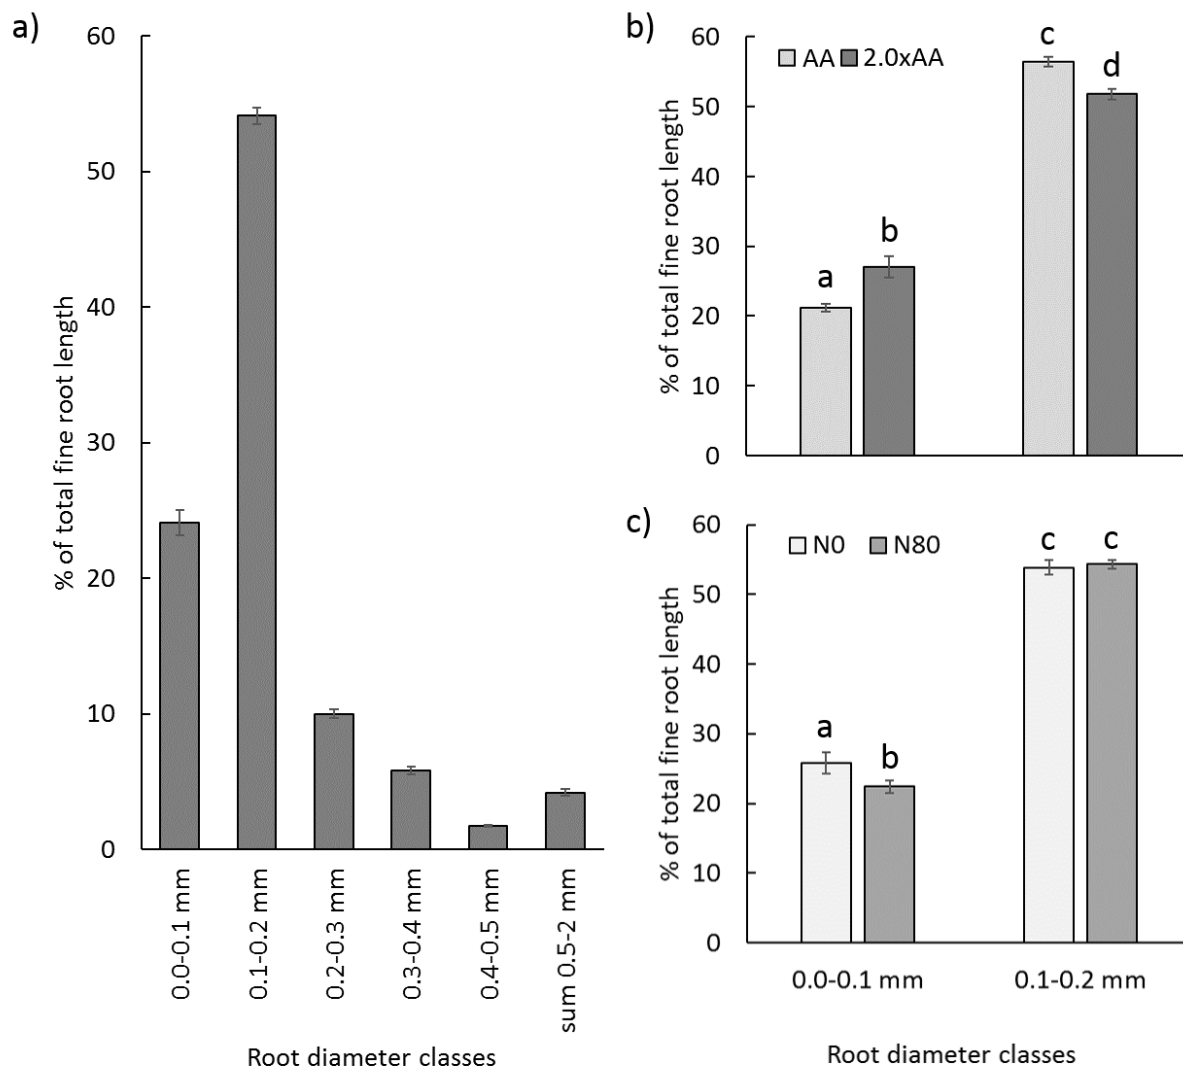 a)
% of total fine root length
60
50
40
30
20
10
0
0.0-0.1 mm
0.1-0.2 mm
0.2-0.3 mm
0.3-0.4 mm
0.4-0.5 mm
sum 0.5-2 mm
Root diameter classes
b)
% of total fine root length
60
50
40
30
20
10
0
AA 2.0xAA
a
b
c
d
c)
% of total fine root length
60
50
40
30
20
10
0
N0 N80
a
b
c
c
0.0-0.1 mm
0.1-0.2 mm
Root diameter classes